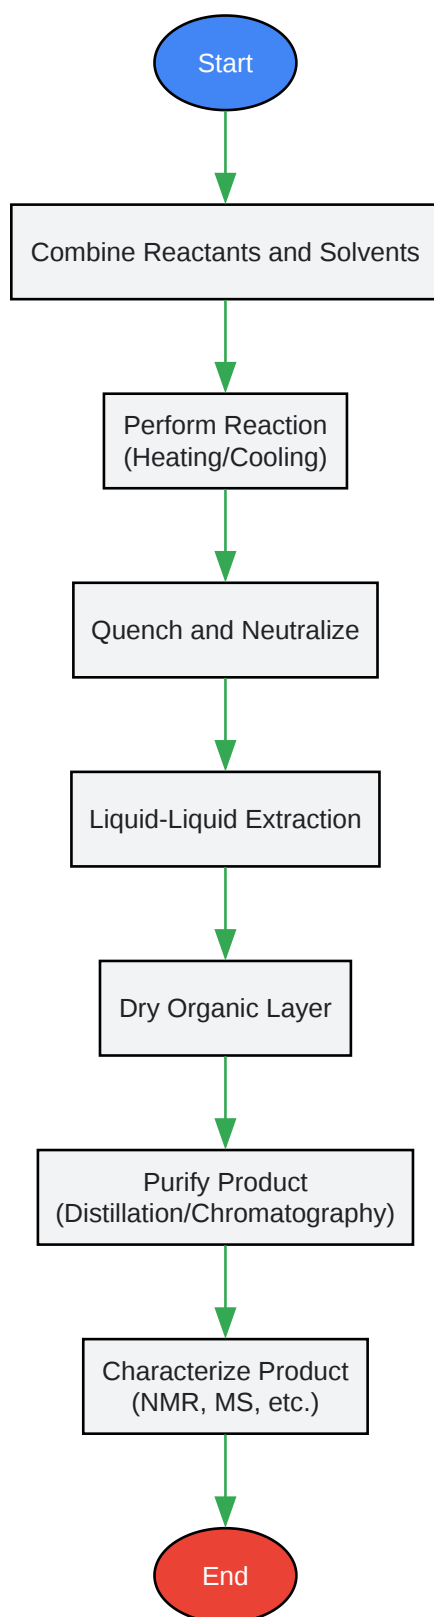 Start
Combine Reactants and Solvents
Perform Reaction
(Heating/Cooling)
Quench and Neutralize
Liquid-Liquid Extraction
Dry Organic Layer
Purify Product
(Distillation/Chromatography)
Characterize Product
(NMR, MS, etc.)
End